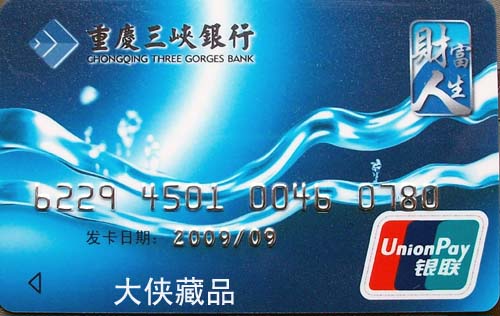 重慶三峽銀行
CHONGQING THREE GORGES BANK
財富
人生
6229 4501 0046 0780
发卡日期: 2009/09
UnionPay
银联
大侠藏品